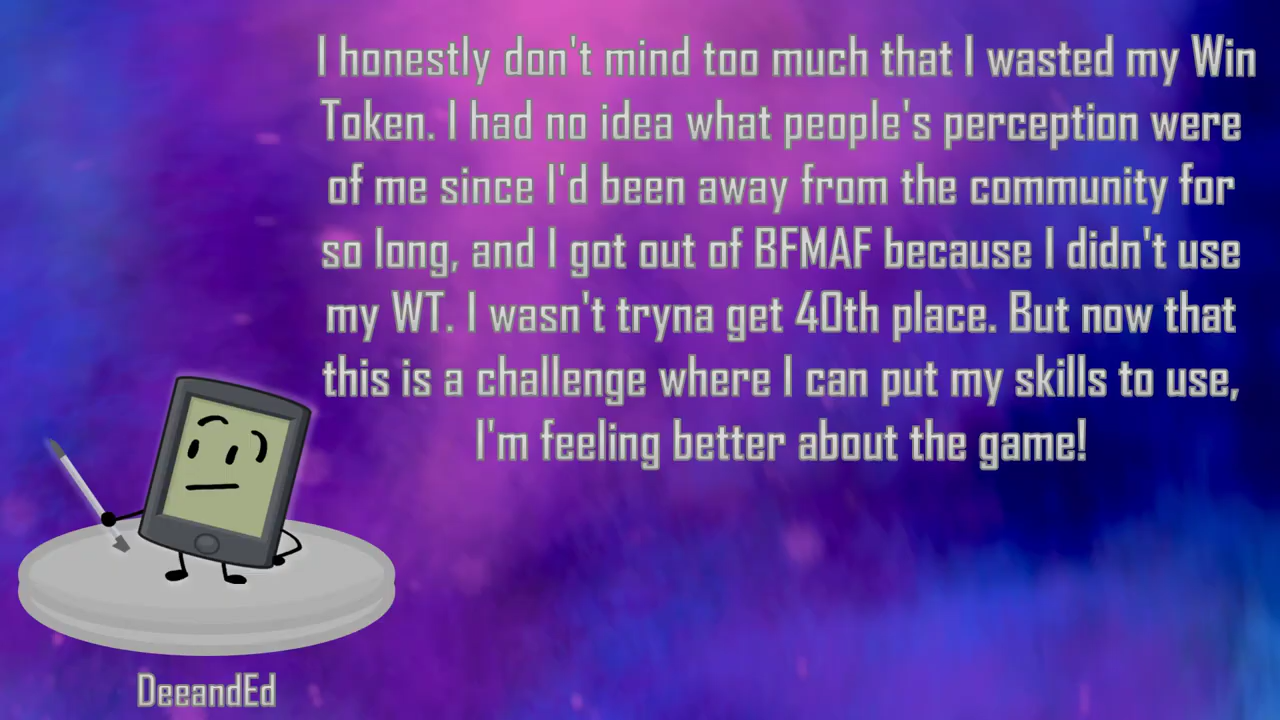 I honestly don't mind too much that I wasted my Win
Token. I had no idea what people's perception were
of me since I'd been away from the community for
so long, and I got out of BFMAF because I didn't use
my WT. I wasn't tryna get 40th place. But now that
this is a challenge where I can put my skills to use,
I'm feeling better about the game!
DeeandEd